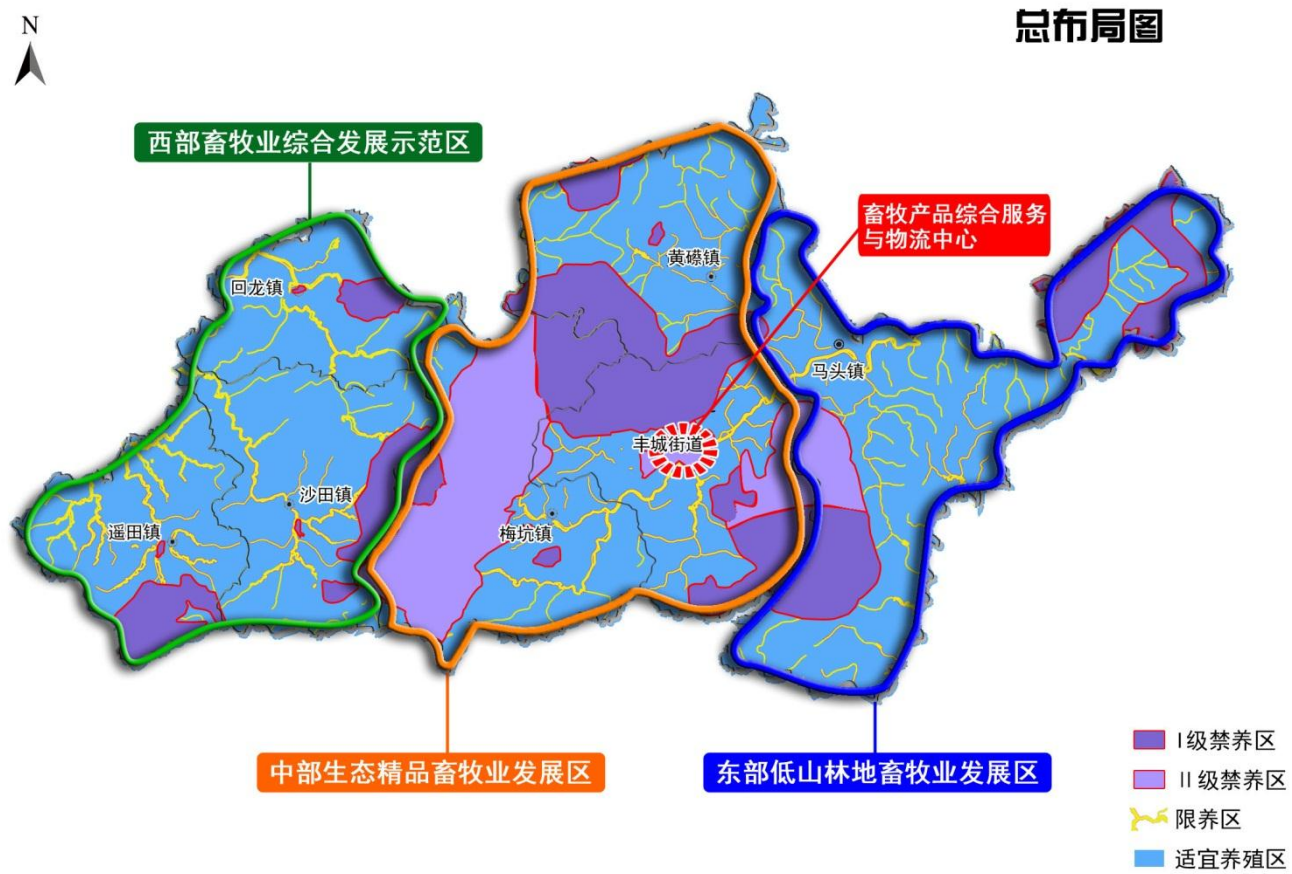 总布局图
N
西部畜牧业综合发展示范区
畜牧产品综合服务
与物流中心
黄磜镇
回龙镇
马头镇
丰城街道
沙田镇
遥田镇
梅坑镇
中部生态精品畜牧业发展区
东部低山林地畜牧业发展区
I级禁养区
II级禁养区
限养区
适宜养殖区